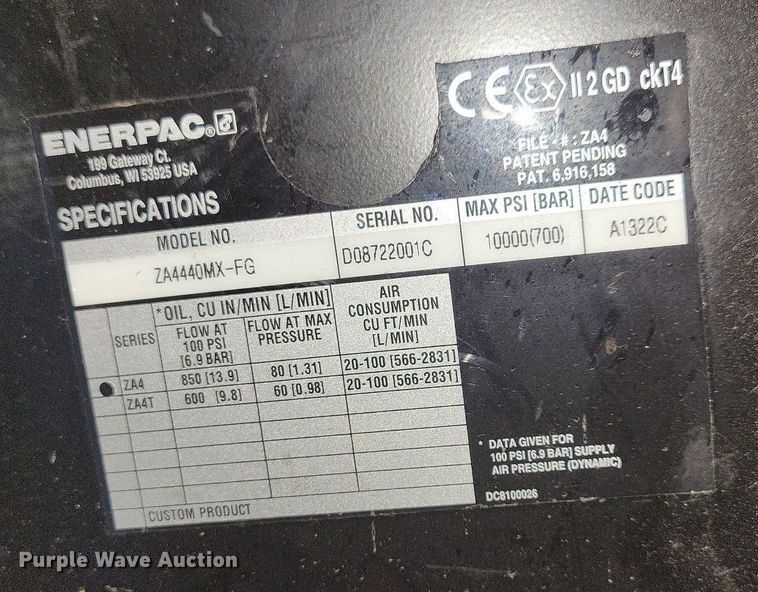 ENERPAC®
199 Gateway Ct.
Columbus, WI 53925 USA
CE Ex II 2 GD ckT4
FILE # : ZA4
PATENT PENDING
PAT. 6,916,158
SPECIFICATIONS
MODEL NO. SERIAL NO. MAX PSI [BAR] DATE CODE
ZA4440MX-FG D08722001C 10000(700) A1322C
SERIES
*OIL, CU IN/MIN [L/MIN]
FLOW AT
100 PSI
[6.9 BAR]
FLOW AT MAX
PRESSURE
AIR
CONSUMPTION
CU FT/MIN
[L/MIN]
ZA4 850 [13.9] 80 [1.31] 20-100 [566-2831]
ZA4T 600 [9.8] 60 [0.98] 20-100 [566-2831]
CUSTOM PRODUCT
* DATA GIVEN FOR
100 PSI [6.9 BAR] SUPPLY
AIR PRESSURE (DYNAMIC)
DC8100026
Purple Wave Auction